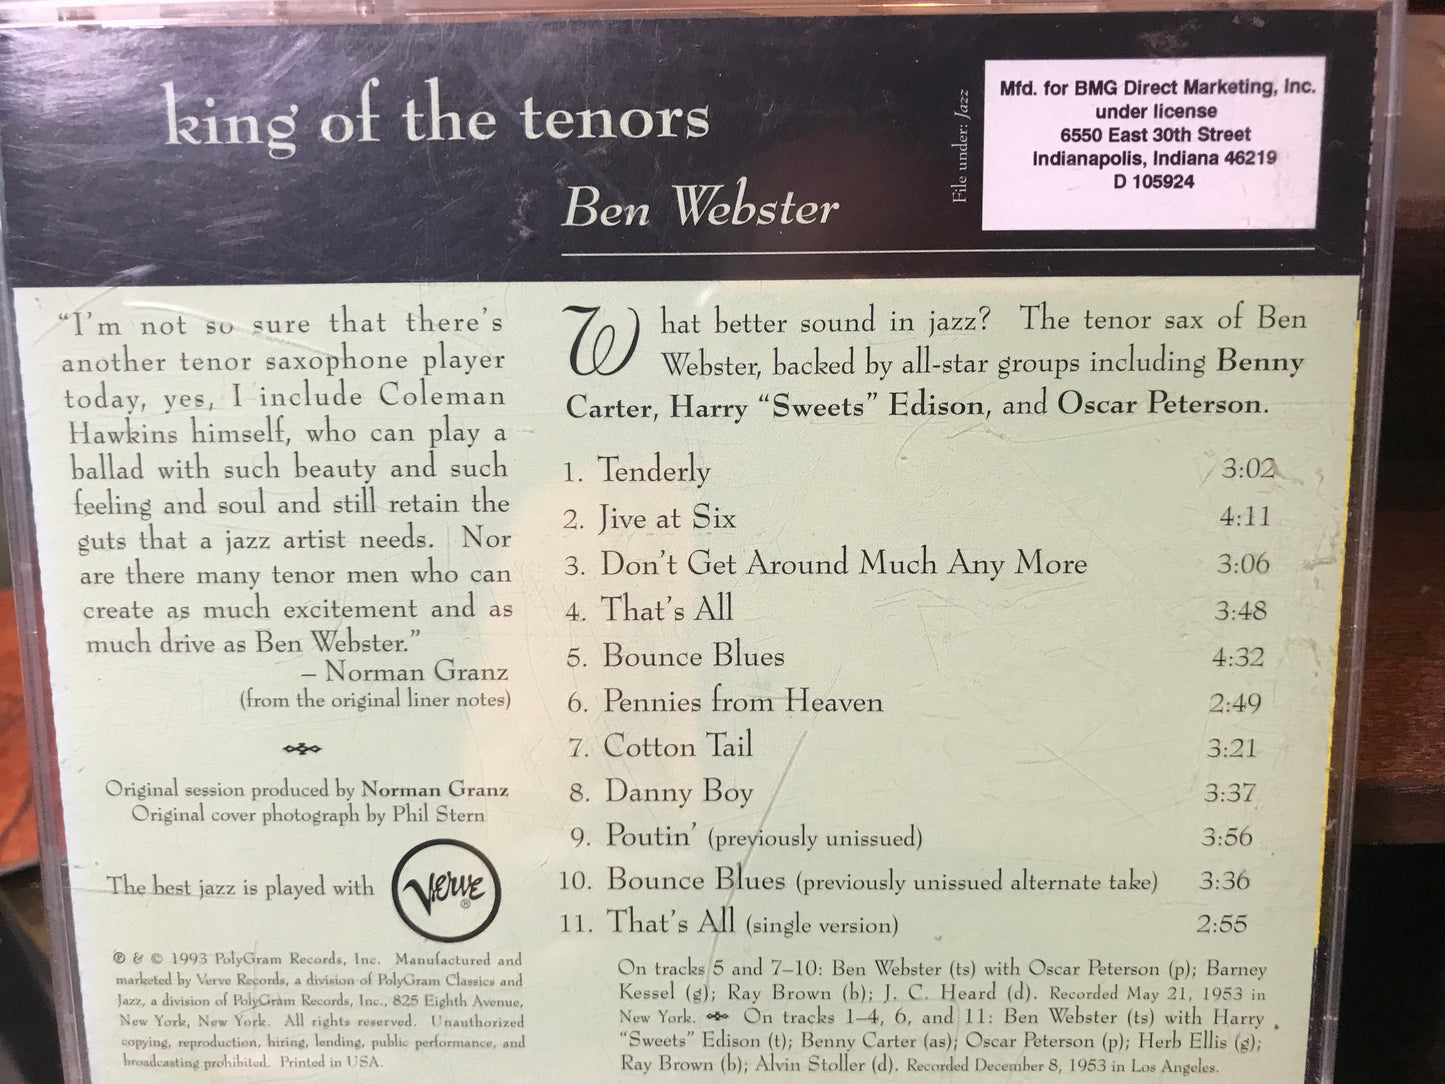 king of the tenors
Ben Webster
File under: Jazz
Mfd. for BMG Direct Marketing, Inc.
under license
6550 East 30th Street
Indianapolis, Indiana 46219
D 105924
“I’m not so sure that there’s
another tenor saxophone player
today, yes, I include Coleman
Hawkins himself, who can play a
ballad with such beauty and such
feeling and soul and still retain the
guts that a jazz artist needs. Nor
are there many tenor men who can
create as much excitement and as
much drive as Ben Webster.”
– Norman Granz
(from the original liner notes)
Original session produced by Norman Granz
Original cover photograph by Phil Stern
The best jazz is played with
Verve ®
℗ & © 1993 PolyGram Records, Inc. Manufactured and
marketed by Verve Records, a division of PolyGram Classics and
Jazz, a division of PolyGram Records, Inc., 825 Eighth Avenue,
New York, New York. All rights reserved. Unauthorized
copying, reproduction, hiring, lending, public performance, and
broadcasting prohibited. Printed in USA.
What better sound in jazz? The tenor sax of Ben
Webster, backed by all-star groups including Benny
Carter, Harry “Sweets” Edison, and Oscar Peterson.
1. Tenderly 3:02
2. Jive at Six 4:11
3. Don’t Get Around Much Any More 3:06
4. That’s All 3:48
5. Bounce Blues 4:32
6. Pennies from Heaven 2:49
7. Cotton Tail 3:21
8. Danny Boy 3:37
9. Poutin’ (previously unissued) 3:56
10. Bounce Blues (previously unissued alternate take) 3:36
11. That’s All (single version) 2:55
On tracks 5 and 7–10: Ben Webster (ts) with Oscar Peterson (p); Barney
Kessel (g); Ray Brown (b); J. C. Heard (d). Recorded May 21, 1953 in
New York. On tracks 1–4, 6, and 11: Ben Webster (ts) with Harry
“Sweets” Edison (t); Benny Carter (as); Oscar Peterson (p); Herb Ellis (g);
Ray Brown (b); Alvin Stoller (d). Recorded December 8, 1953 in Los Angeles.